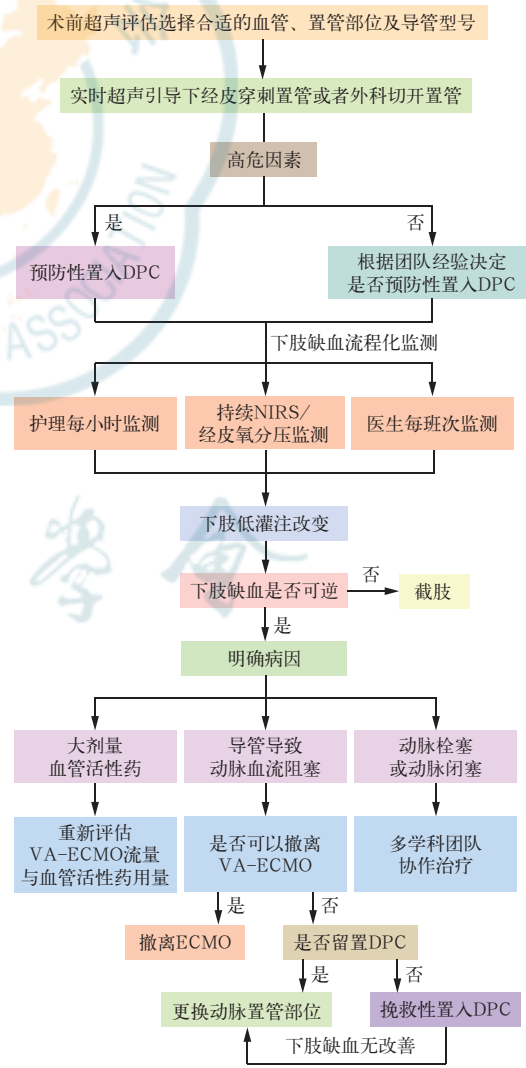 术前超声评估选择合适的血管、置管部位及导管型号
实时超声引导下经皮穿刺置管或者外科切开置管
高危因素
是
否
预防性置入DPC
根据团队经验决定
是否预防性置入DPC
下肢缺血流程化监测
护理每小时监测
持续NIRS/
经皮氧分压监测
医生每班次监测
下肢低灌注改变
下肢缺血是否可逆
否
截肢
是
明确病因
大剂量
血管活性药
导管导致
动脉血流阻塞
动脉栓塞
或动脉闭塞
重新评估
VA-ECMO流量
与血管活性药用量
是否可以撤离
VA-ECMO
多学科团队
协作治疗
是
否
撤离ECMO
是否留置DPC
是
否
更换动脉置管部位
挽救性置入DPC
下肢缺血无改善
ASSOCIATION
学会